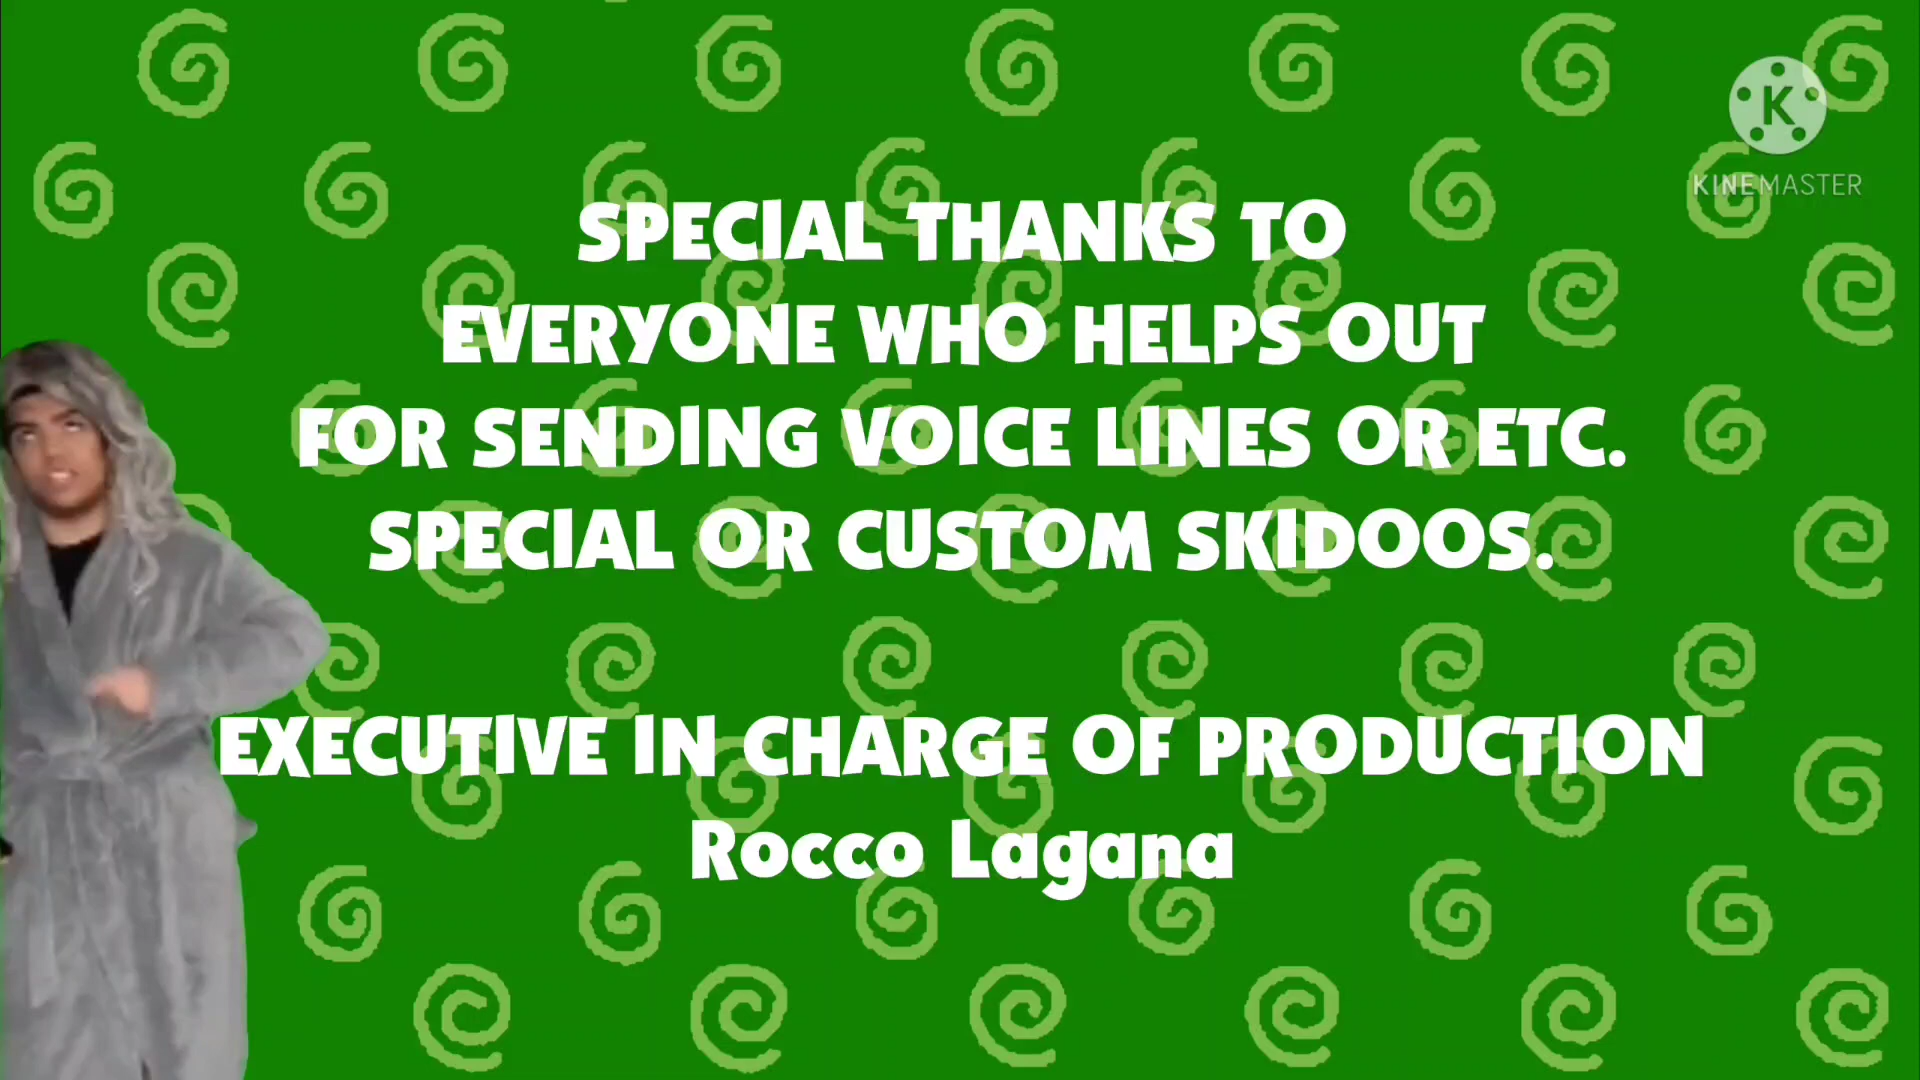 K
KINEMASTER
SPECIAL THANKS TO
EVERYONE WHO HELPS OUT
FOR SENDING VOICE LINES OR ETC.
SPECIAL OR CUSTOM SKIDOOS.
EXECUTIVE IN CHARGE OF PRODUCTION
Rocco Lagana